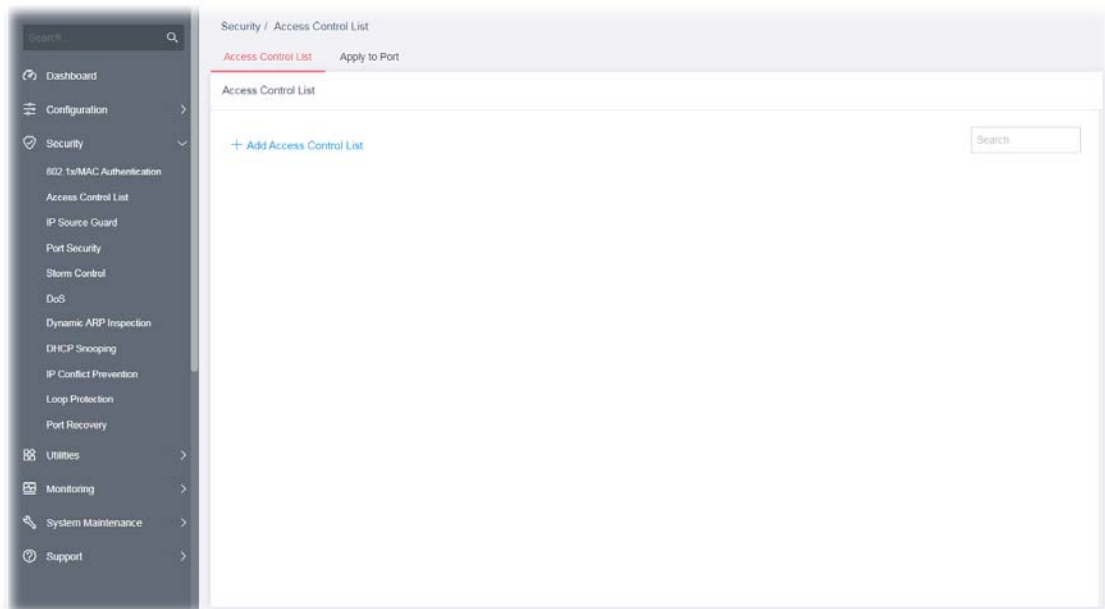 Search...
Dashboard
Configuration
Security
802.1x/MAC Authentication
Access Control List
IP Source Guard
Port Security
Storm Control
DoS
Dynamic ARP Inspection
DHCP Snooping
IP Conflict Prevention
Loop Protection
Port Recovery
Utilities
Monitoring
System Maintenance
Support
Security / Access Control List
Access Control List Apply to Port
Access Control List
+ Add Access Control List
Search